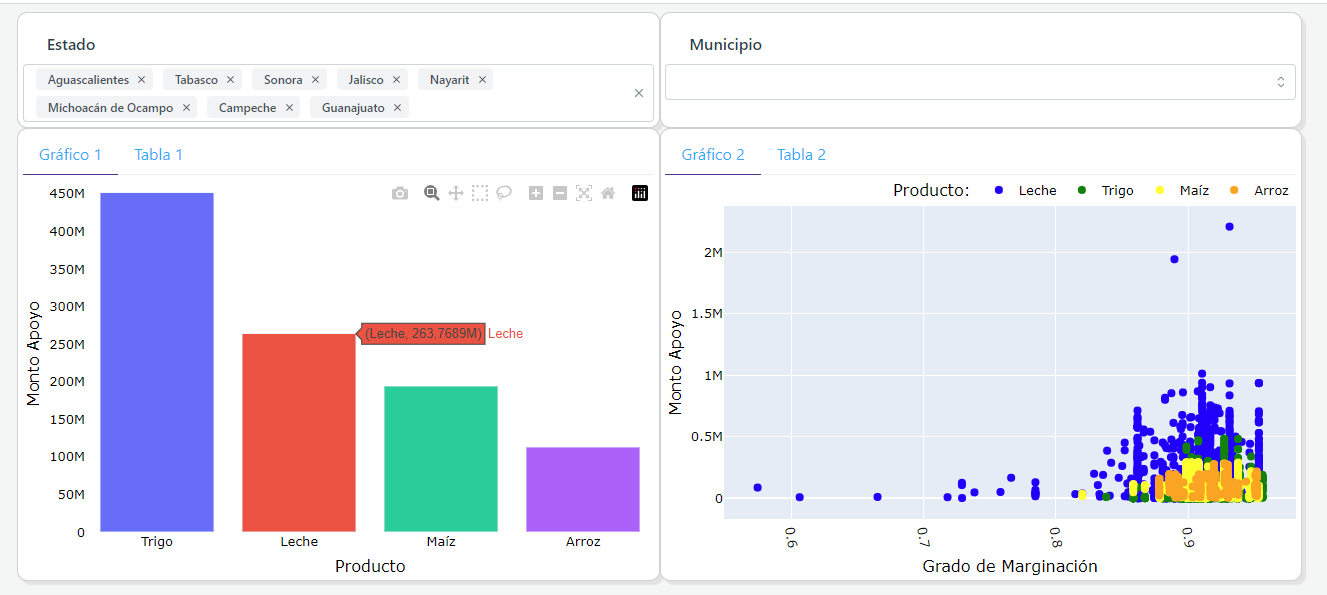 Estado
Aguascalientes × Tabasco × Sonora × Jalisco × Nayarit ×
Michoacán de Ocampo × Campeche × Guanajuato ×
Municipio
Gráfico 1 Tabla 1
450M
400M
350M
300M
250M
200M
150M
100M
50M
0
Monto Apoyo
(Leche, 263.7689M) Leche
Trigo Leche Maíz Arroz
Producto
Gráfico 2 Tabla 2
Producto: Leche Trigo Maíz Arroz
2M
1.5M
1M
0.5M
0
Monto Apoyo
0.6 0.7 0.8 0.9
Grado de Marginación